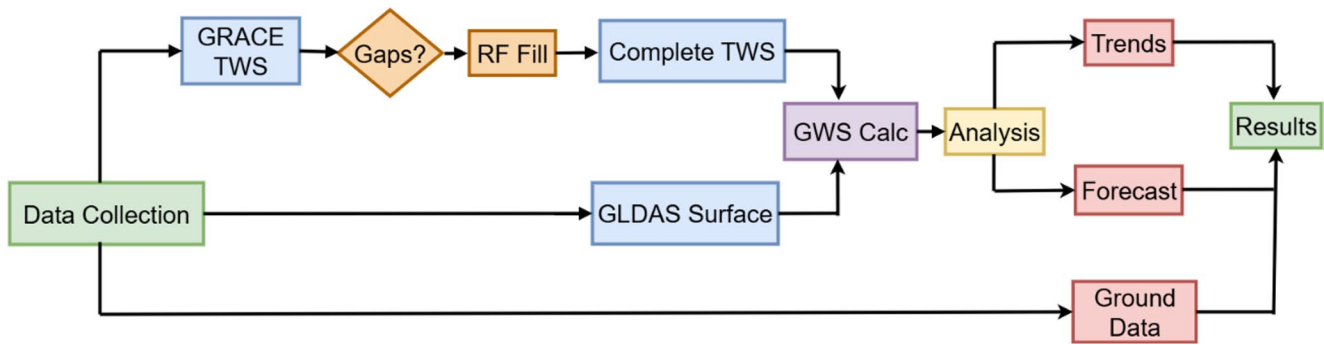 GRACE
TWS
Gaps?
RF Fill
Complete TWS
Trends
GWS Calc
Analysis
Results
Data Collection
GLDAS Surface
Forecast
Ground
Data